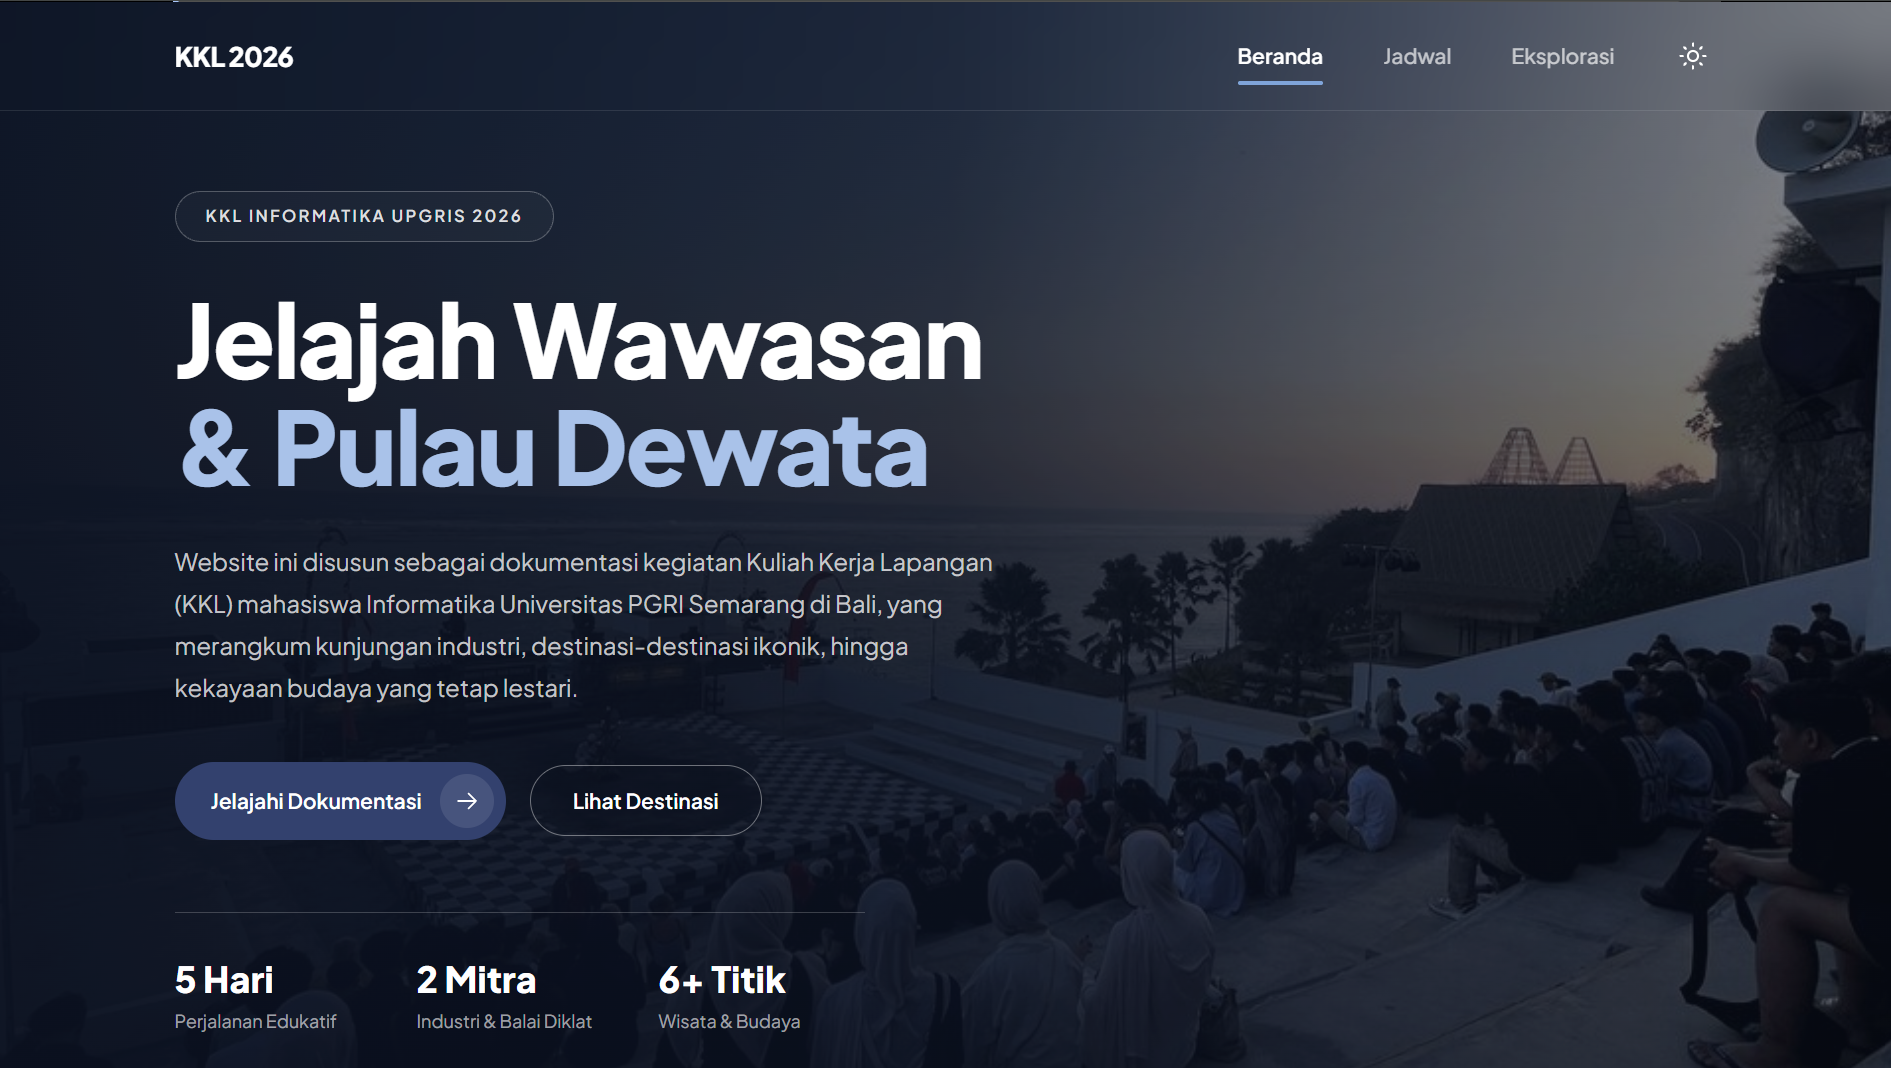 KKL 2026
Beranda
Jadwal
Eksplorasi
KKL INFORMATIKA UPGRIS 2026
Jelajah Wawasan
& Pulau Dewata
Website ini disusun sebagai dokumentasi kegiatan Kuliah Kerja Lapangan
(KKL) mahasiswa Informatika Universitas PGRI Semarang di Bali, yang
merangkum kunjungan industri, destinasi-destinasi ikonik, hingga
kekayaan budaya yang tetap lestari.
Jelajahi Dokumentasi
Lihat Destinasi
5 Hari
Perjalanan Edukatif
2 Mitra
Industri & Balai Diklat
6+ Titik
Wisata & Budaya